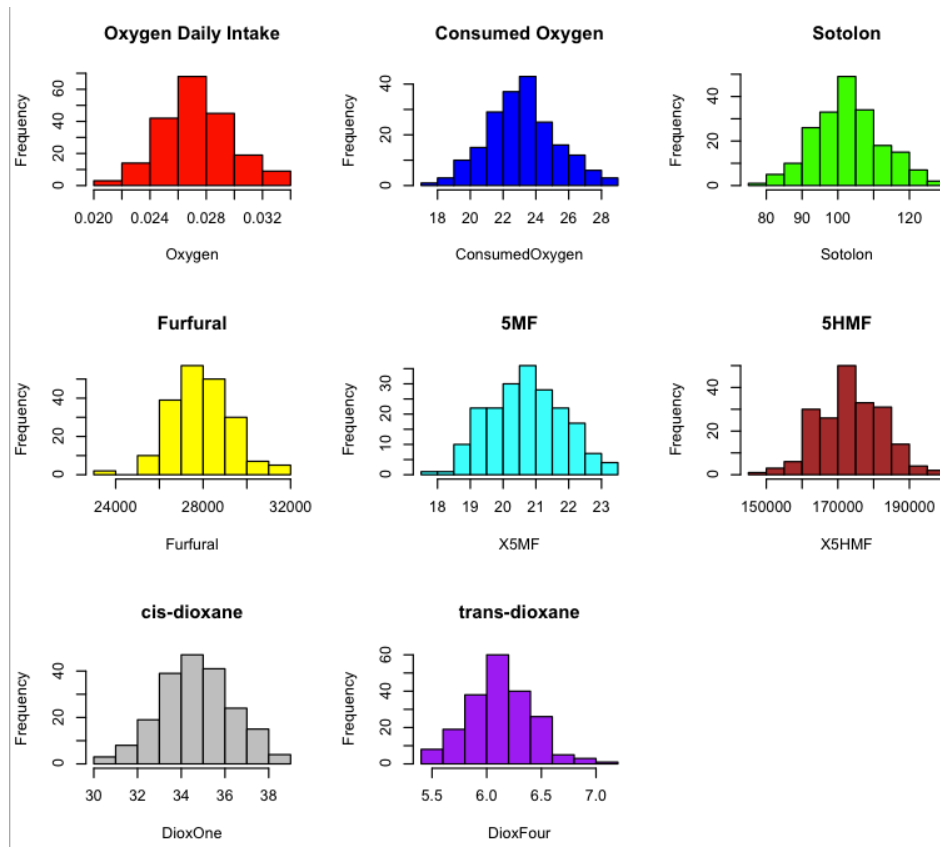 Oxygen Daily Intake
Frequency
0 20 40 60
0.020 0.024 0.028 0.032
Oxygen
Consumed Oxygen
Frequency
0 20 40
18 20 22 24 26 28
ConsumedOxygen
Sotolon
Frequency
0 20 40
80 90 100 120
Sotolon
Furfural
Frequency
0 20 40
24000 28000 32000
Furfural
5MF
Frequency
0 10 20 30
18 19 20 21 22 23
X5MF
5HMF
Frequency
0 20 40
150000 170000 190000
X5HMF
cis-dioxane
Frequency
0 20 40
30 32 34 36 38
DioxOne
trans-dioxane
Frequency
0 20 40 60
5.5 6.0 6.5 7.0
DioxFour